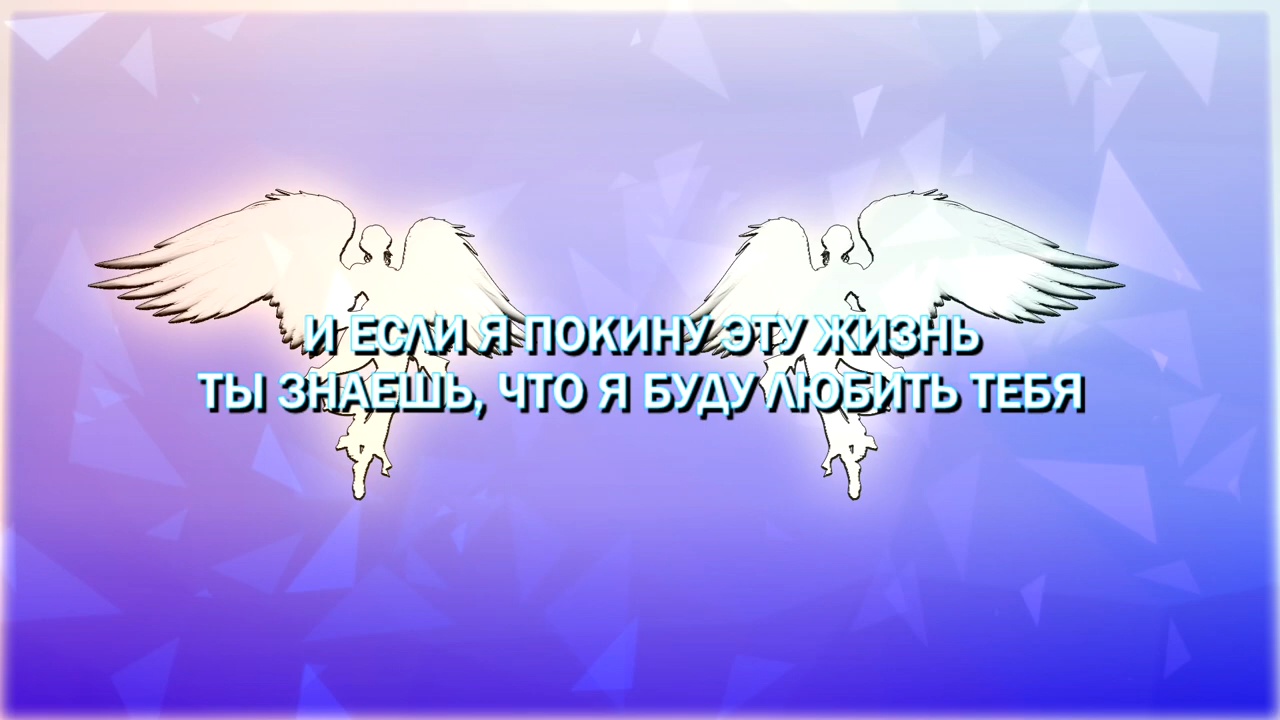 И ЕСЛИ Я ПОКИНУ ЭТУ ЖИЗНЬ
ТЫ ЗНАЕШЬ, ЧТО Я БУДУ ЛЮБИТЬ ТЕБЯ